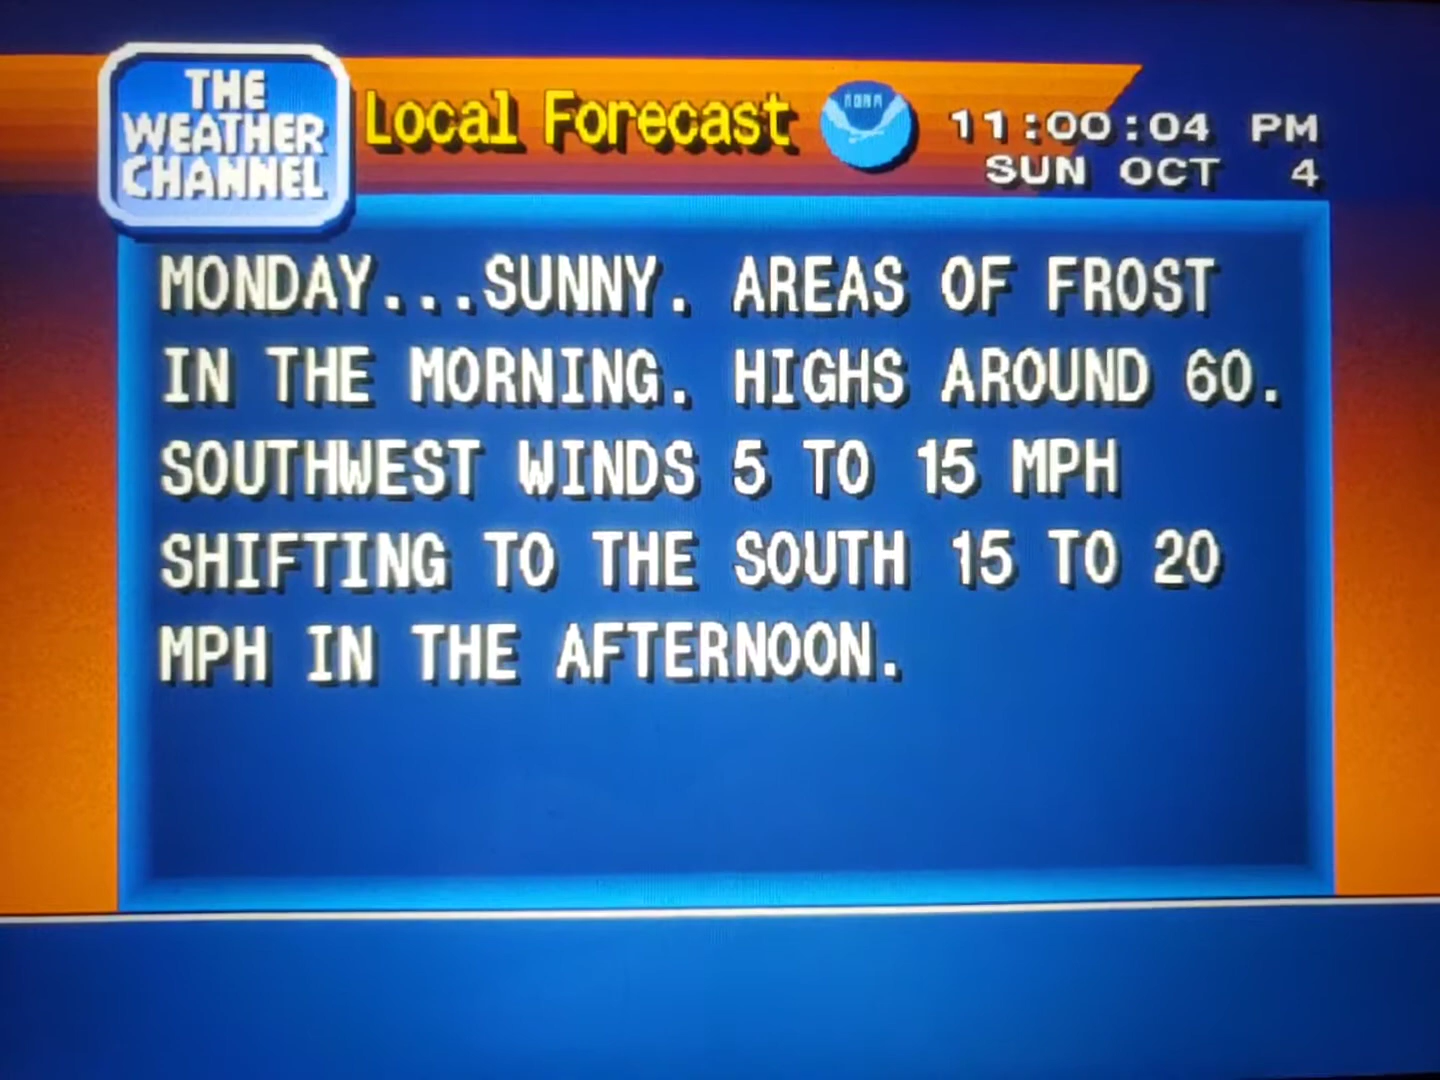 THE
WEATHER
CHANNEL
Local Forecast
NOAA
11:00:04 PM
SUN OCT 4
MONDAY...SUNNY. AREAS OF FROST
IN THE MORNING. HIGHS AROUND 60.
SOUTHWEST WINDS 5 TO 15 MPH
SHIFTING TO THE SOUTH 15 TO 20
MPH IN THE AFTERNOON.